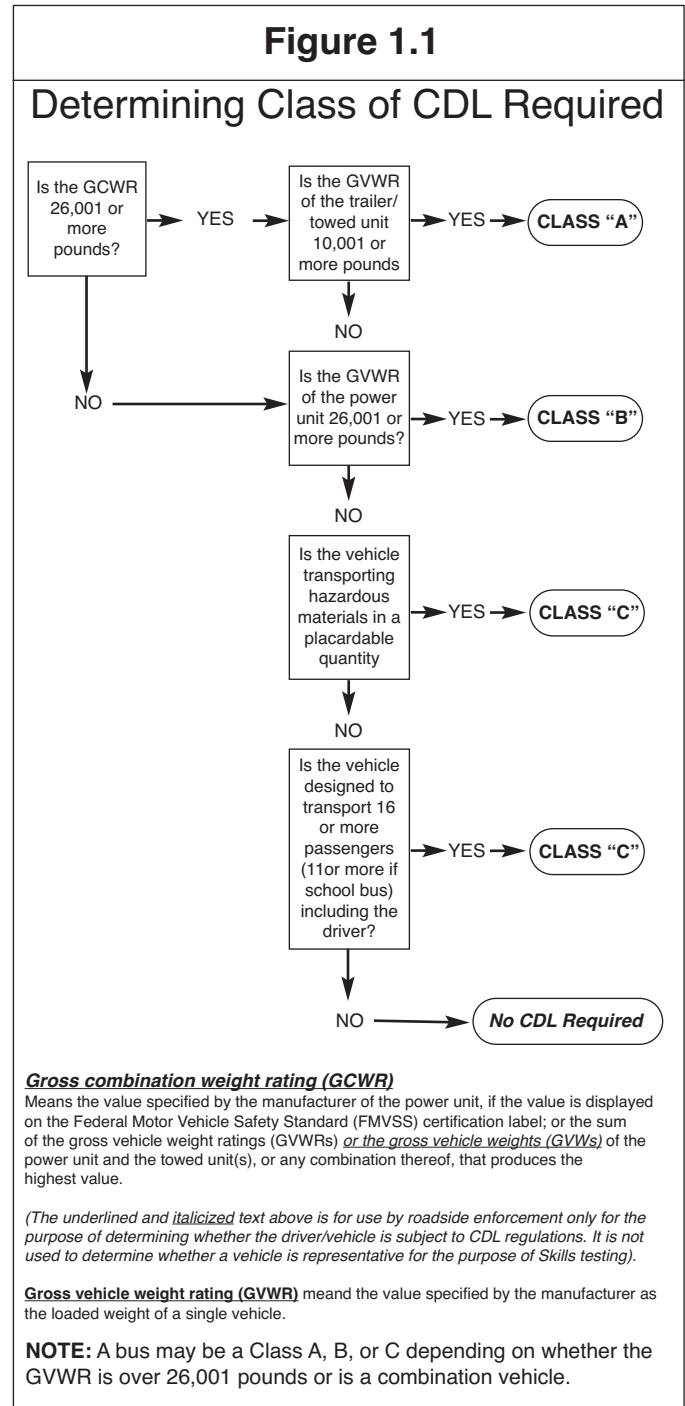 Figure 1.1
Determining Class of CDL Required
Is the GCWR
26,001 or
more
pounds?
YES
Is the GVWR
of the trailer/
towed unit
10,001 or
more pounds
YES
CLASS “A”
NO
NO
Is the GVWR
of the power
unit 26,001 or
more pounds?
YES
CLASS “B”
NO
Is the vehicle
transporting
hazardous
materials in a
placardable
quantity
YES
CLASS “C”
NO
Is the vehicle
designed to
transport 16
or more
passengers
(11or more if
school bus)
including the
driver?
YES
CLASS “C”
NO
No CDL Required
Gross combination weight rating (GCWR)
Means the value specified by the manufacturer of the power unit, if the value is displayed
on the Federal Motor Vehicle Safety Standard (FMVSS) certification label; or the sum
of the gross vehicle weight ratings (GVWRs) or the gross vehicle weights (GVWs) of the
power unit and the towed unit(s), or any combination thereof, that produces the
highest value.
(The underlined and italicized text above is for use by roadside enforcement only for the
purpose of determining whether the driver/vehicle is subject to CDL regulations. It is not
used to determine whether a vehicle is representative for the purpose of Skills testing).
Gross vehicle weight rating (GVWR) meand the value specified by the manufacturer as
the loaded weight of a single vehicle.
NOTE: A bus may be a Class A, B, or C depending on whether the
GVWR is over 26,001 pounds or is a combination vehicle.